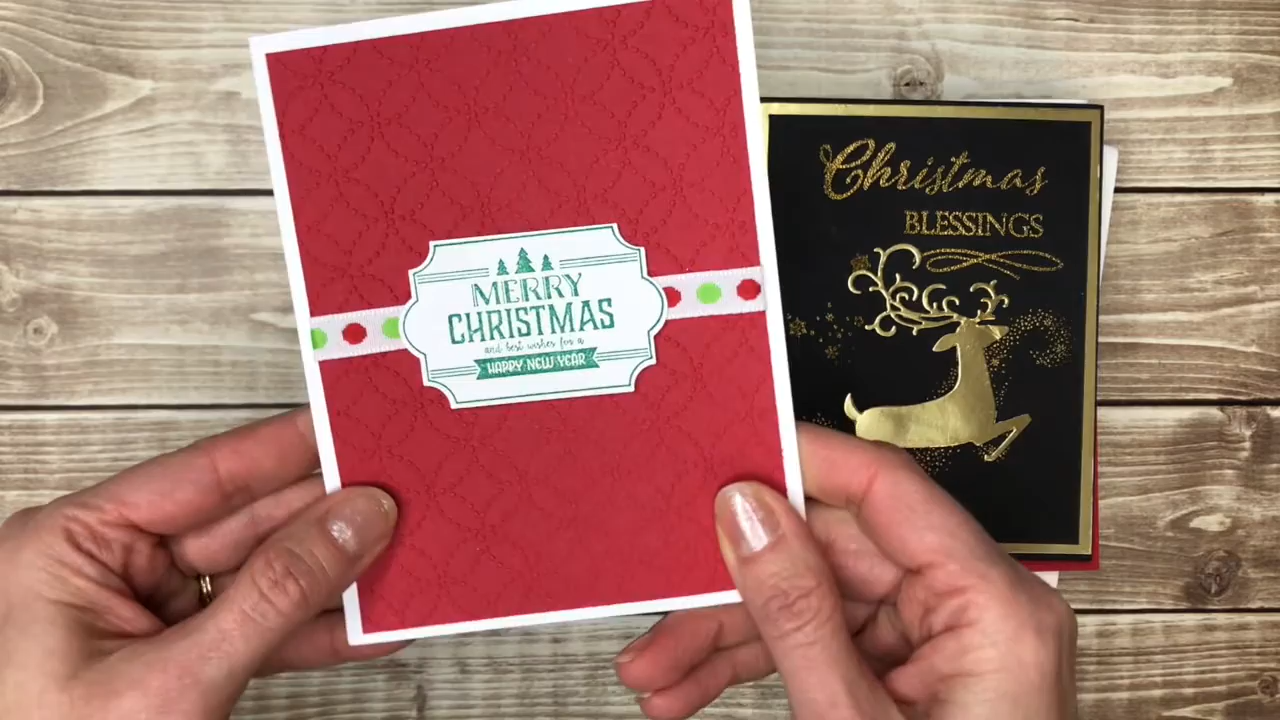 MERRY
CHRISTMAS
and best wishes for a
HAPPY NEW YEAR
Christmas
BLESSINGS